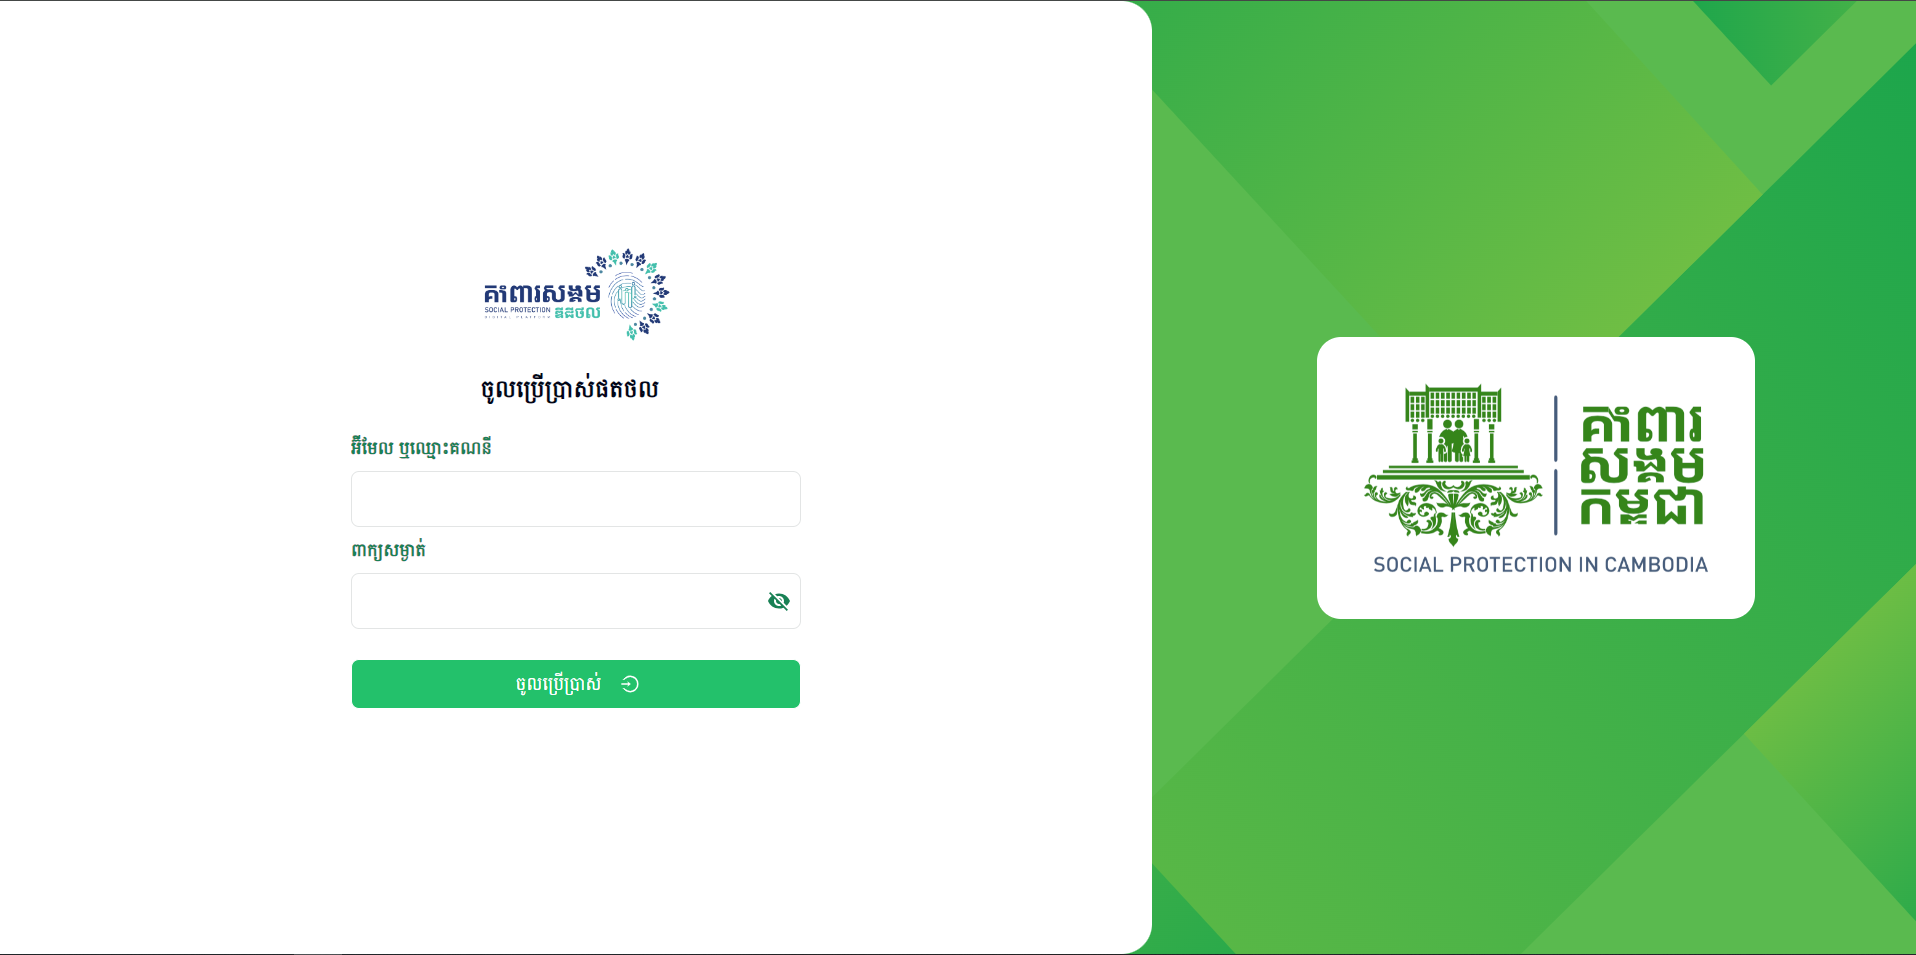 គាំពារសង្គម
SOCIAL PROTECTION
DIGITAL PLATFORM ឌីជីថល
ចូលប្រើប្រាស់ផតថល
អ៊ីមែល ឬឈ្មោះគណនី
ពាក្យសម្ងាត់
ចូលប្រើប្រាស់
គាំពារ
សង្គម
កម្ពុជា
SOCIAL PROTECTION IN CAMBODIA